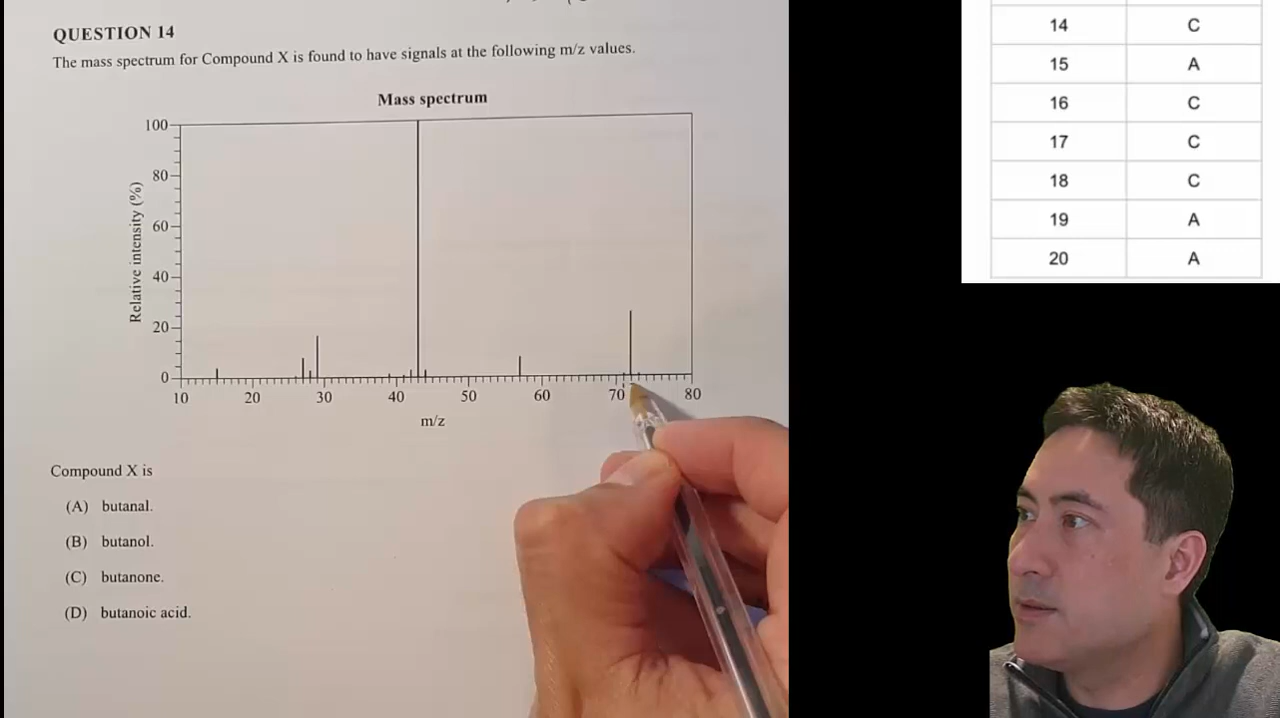 QUESTION 14
The mass spectrum for Compound X is found to have signals at the following m/z values.
Mass spectrum
100
80
60
40
20
0
Relative intensity (%)
10 20 30 40 50 60 70 80
m/z
Compound X is
(A) butanal.
(B) butanol.
(C) butanone.
(D) butanoic acid.
14 C
15 A
16 C
17 C
18 C
19 A
20 A